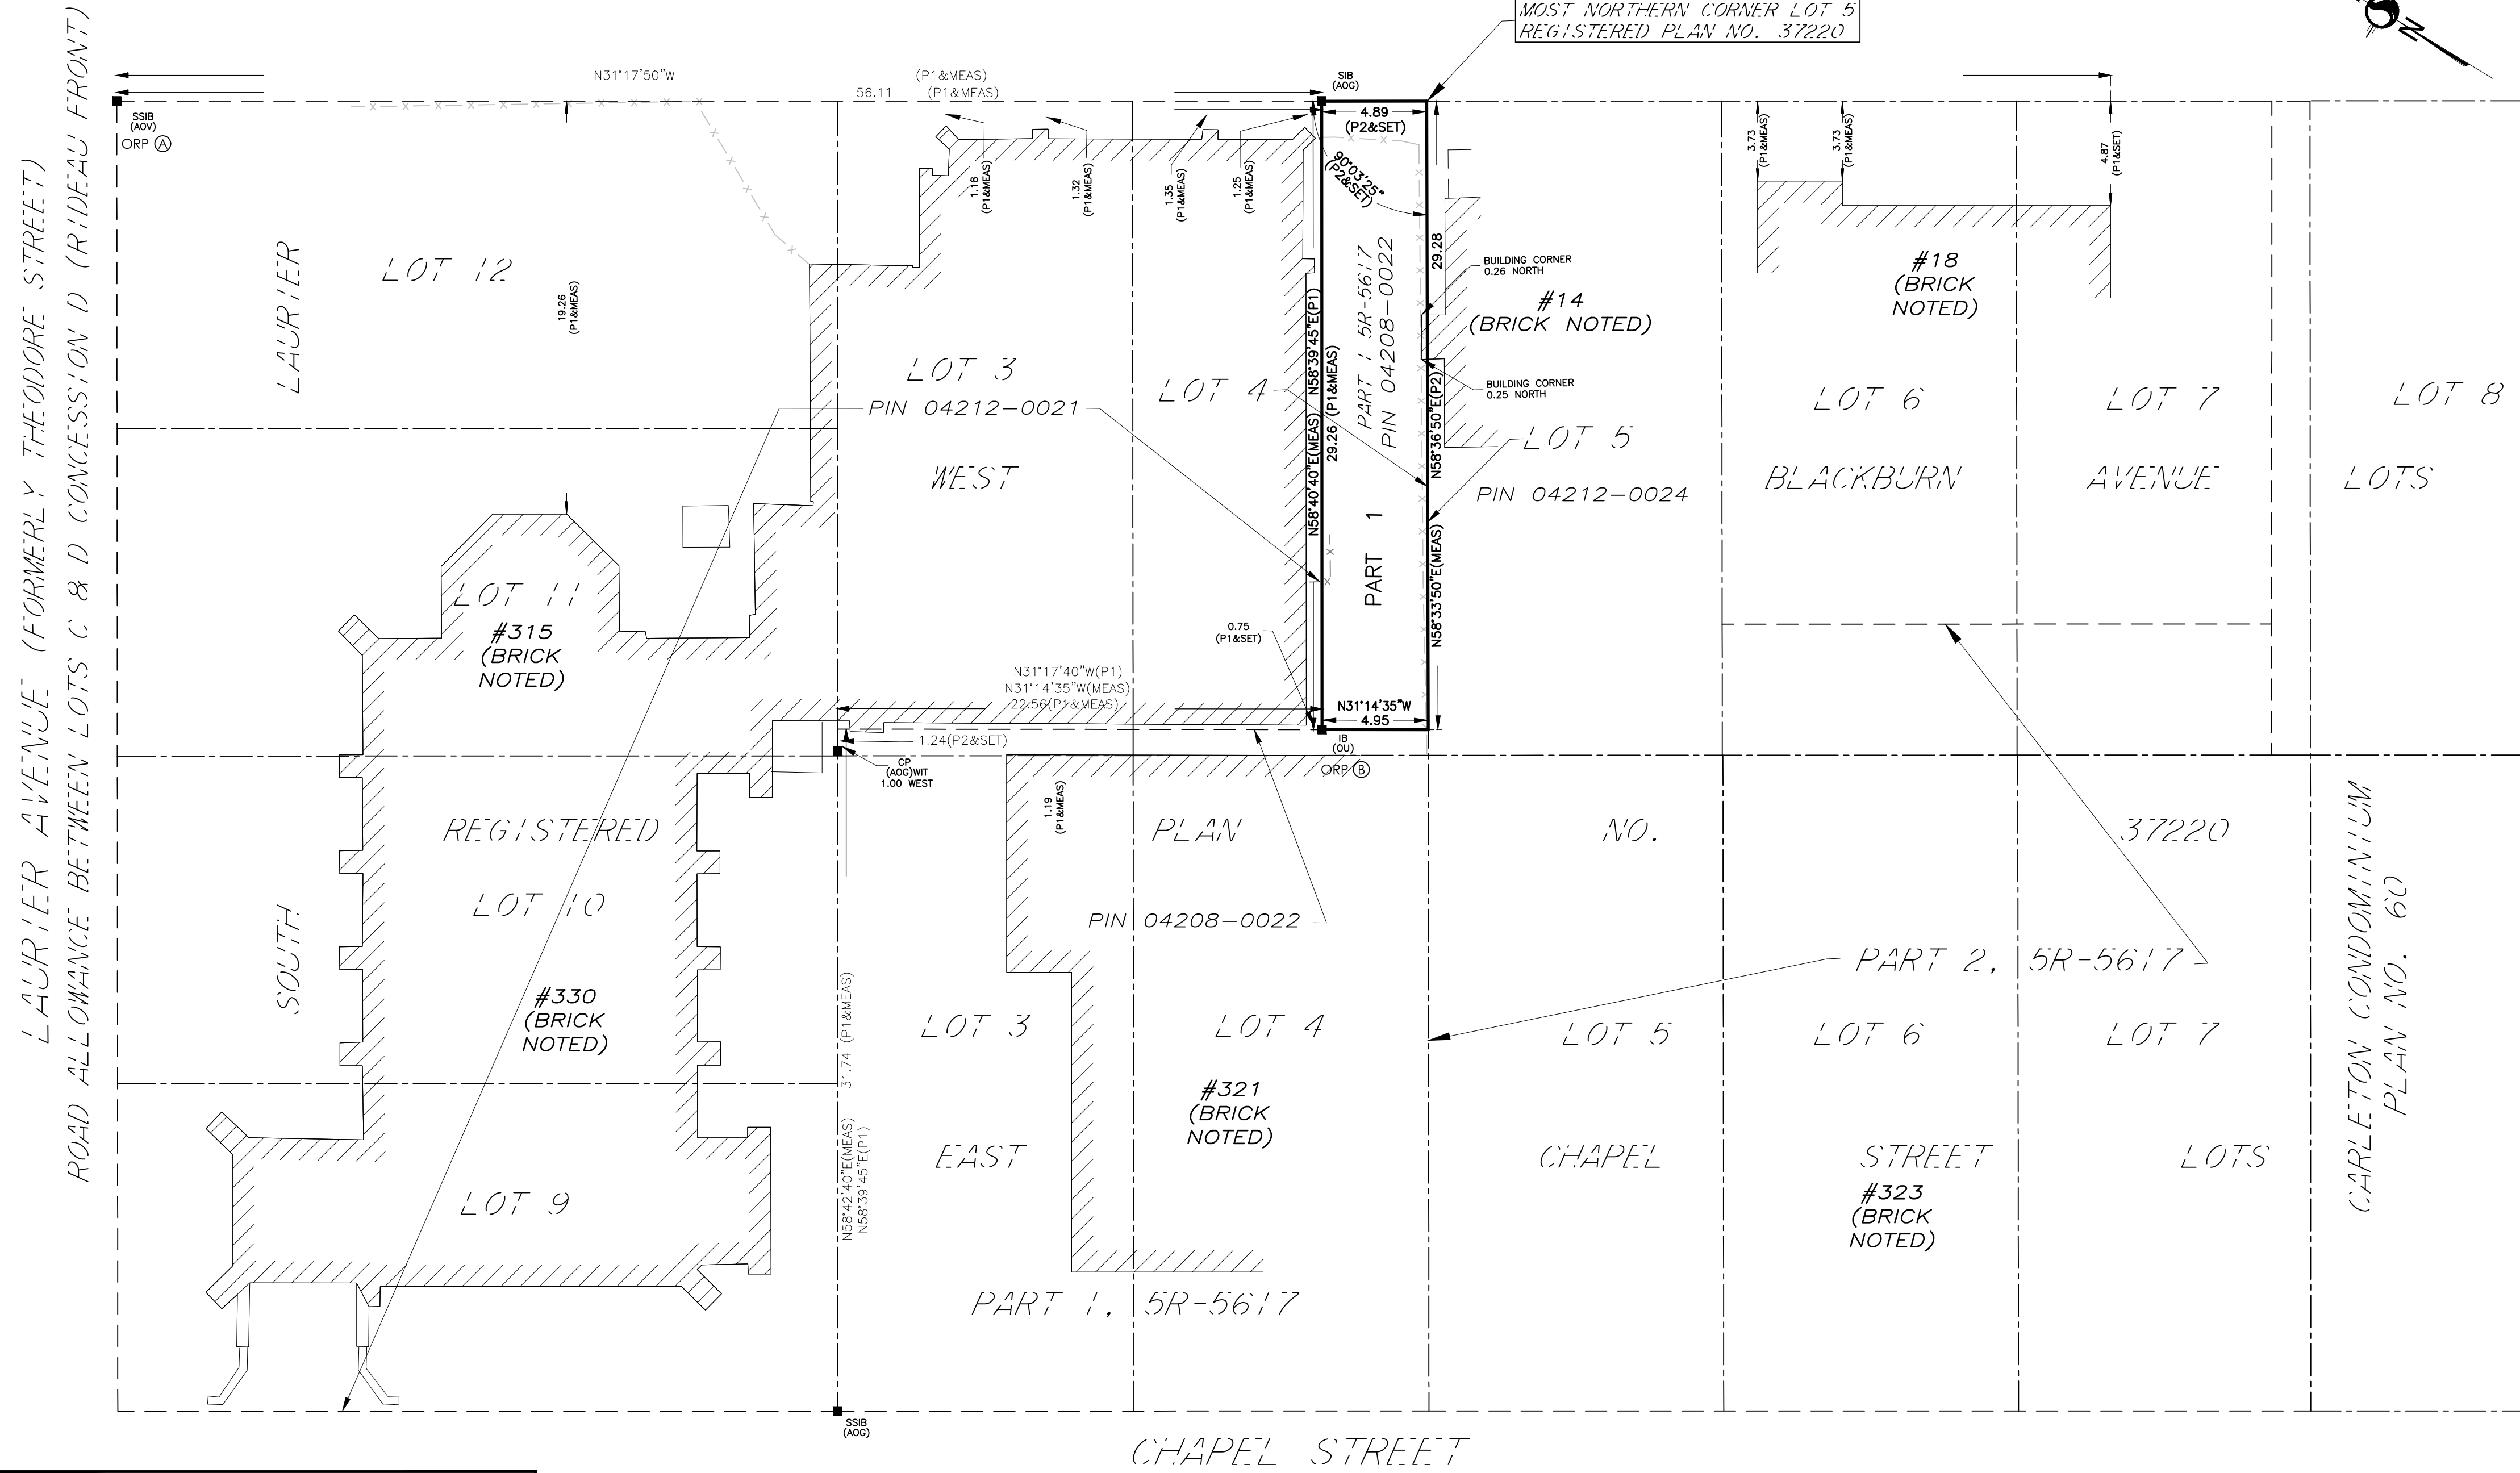 MOST NORTHERN CORNER LOT 5
REGISTERED PLAN NO. 37220
N
LAURIER AVENUE (FORMERLY THEODORE STREET)
ROAD ALLOWANCE BETWEEN LOTS C & D CONCESSION D (RIDEAU FRONT)
N31°17'50"W
(P1&MEAS)
56.11
(P1&MEAS)
SSIB
(AOV)
ORP A
SIB
(AOG)
4.89
(P2&SET)
90°03'25"
(P2&SET)
1.18
(P1&MEAS)
1.32
(P1&MEAS)
1.35
(P1&MEAS)
1.25
(P1&MEAS)
3.73
(P1&MEAS)
3.73
(P1&MEAS)
4.87
(P1&SET)
LAURIER
LOT 12
19.26
(P1&MEAS)
29.28
PART 1 5R-5617
PIN 04208-0022
BUILDING CORNER
0.26 NORTH
#14
(BRICK NOTED)
#18
(BRICK
NOTED)
LOT 3
LOT 4
PIN 04212-0021
N58°40'40"E(MEAS) N58°39'45"E(P1)
29.26 (P1&MEAS)
BUILDING CORNER
0.25 NORTH
N58°33'50"E(MEAS)
N58°36'50"E(P2)
LOT 5
LOT 6
LOT 7
LOT 8
WEST
PIN 04212-0024
BLACKBURN
AVENUE
LOTS
PART 1
LOT 11
#315
(BRICK
NOTED)
0.75
(P1&SET)
N31°17'40"W(P1)
N31°14'35"W(MEAS)
22.56(P1&MEAS)
N31°14'35"W
4.95
1.24(P2&SET)
IB
(OU)
ORP B
CP
(AOG)WIT
1.00 WEST
1.19
(P1&MEAS)
REGISTERED
PLAN
NO.
37220
SOUTH
LOT 10
PIN 04208-0022
PART 2, 5R-5617
CARLETON CONDOMINIUM
PLAN NO. 60
#330
(BRICK
NOTED)
31.74 (P1&MEAS)
LOT 3
LOT 4
LOT 5
LOT 6
LOT 7
#321
(BRICK
NOTED)
N58°42'40"E(MEAS)
N58°39'45"E(P1)
EAST
CHAPEL
STREET
LOTS
#323
(BRICK
NOTED)
LOT 9
PART 1, 5R-5617
SSIB
(AOG)
CHAPEL STREET